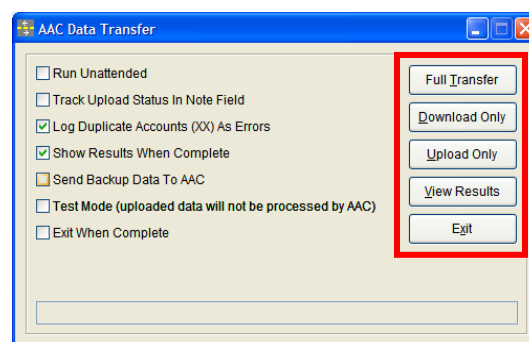 AAC Data Transfer
Run Unattended
Track Upload Status In Note Field
Log Duplicate Accounts (XX) As Errors
Show Results When Complete
Send Backup Data To AAC
Test Mode (uploaded data will not be processed by AAC)
Exit When Complete
Full Transfer
Download Only
Upload Only
View Results
Exit